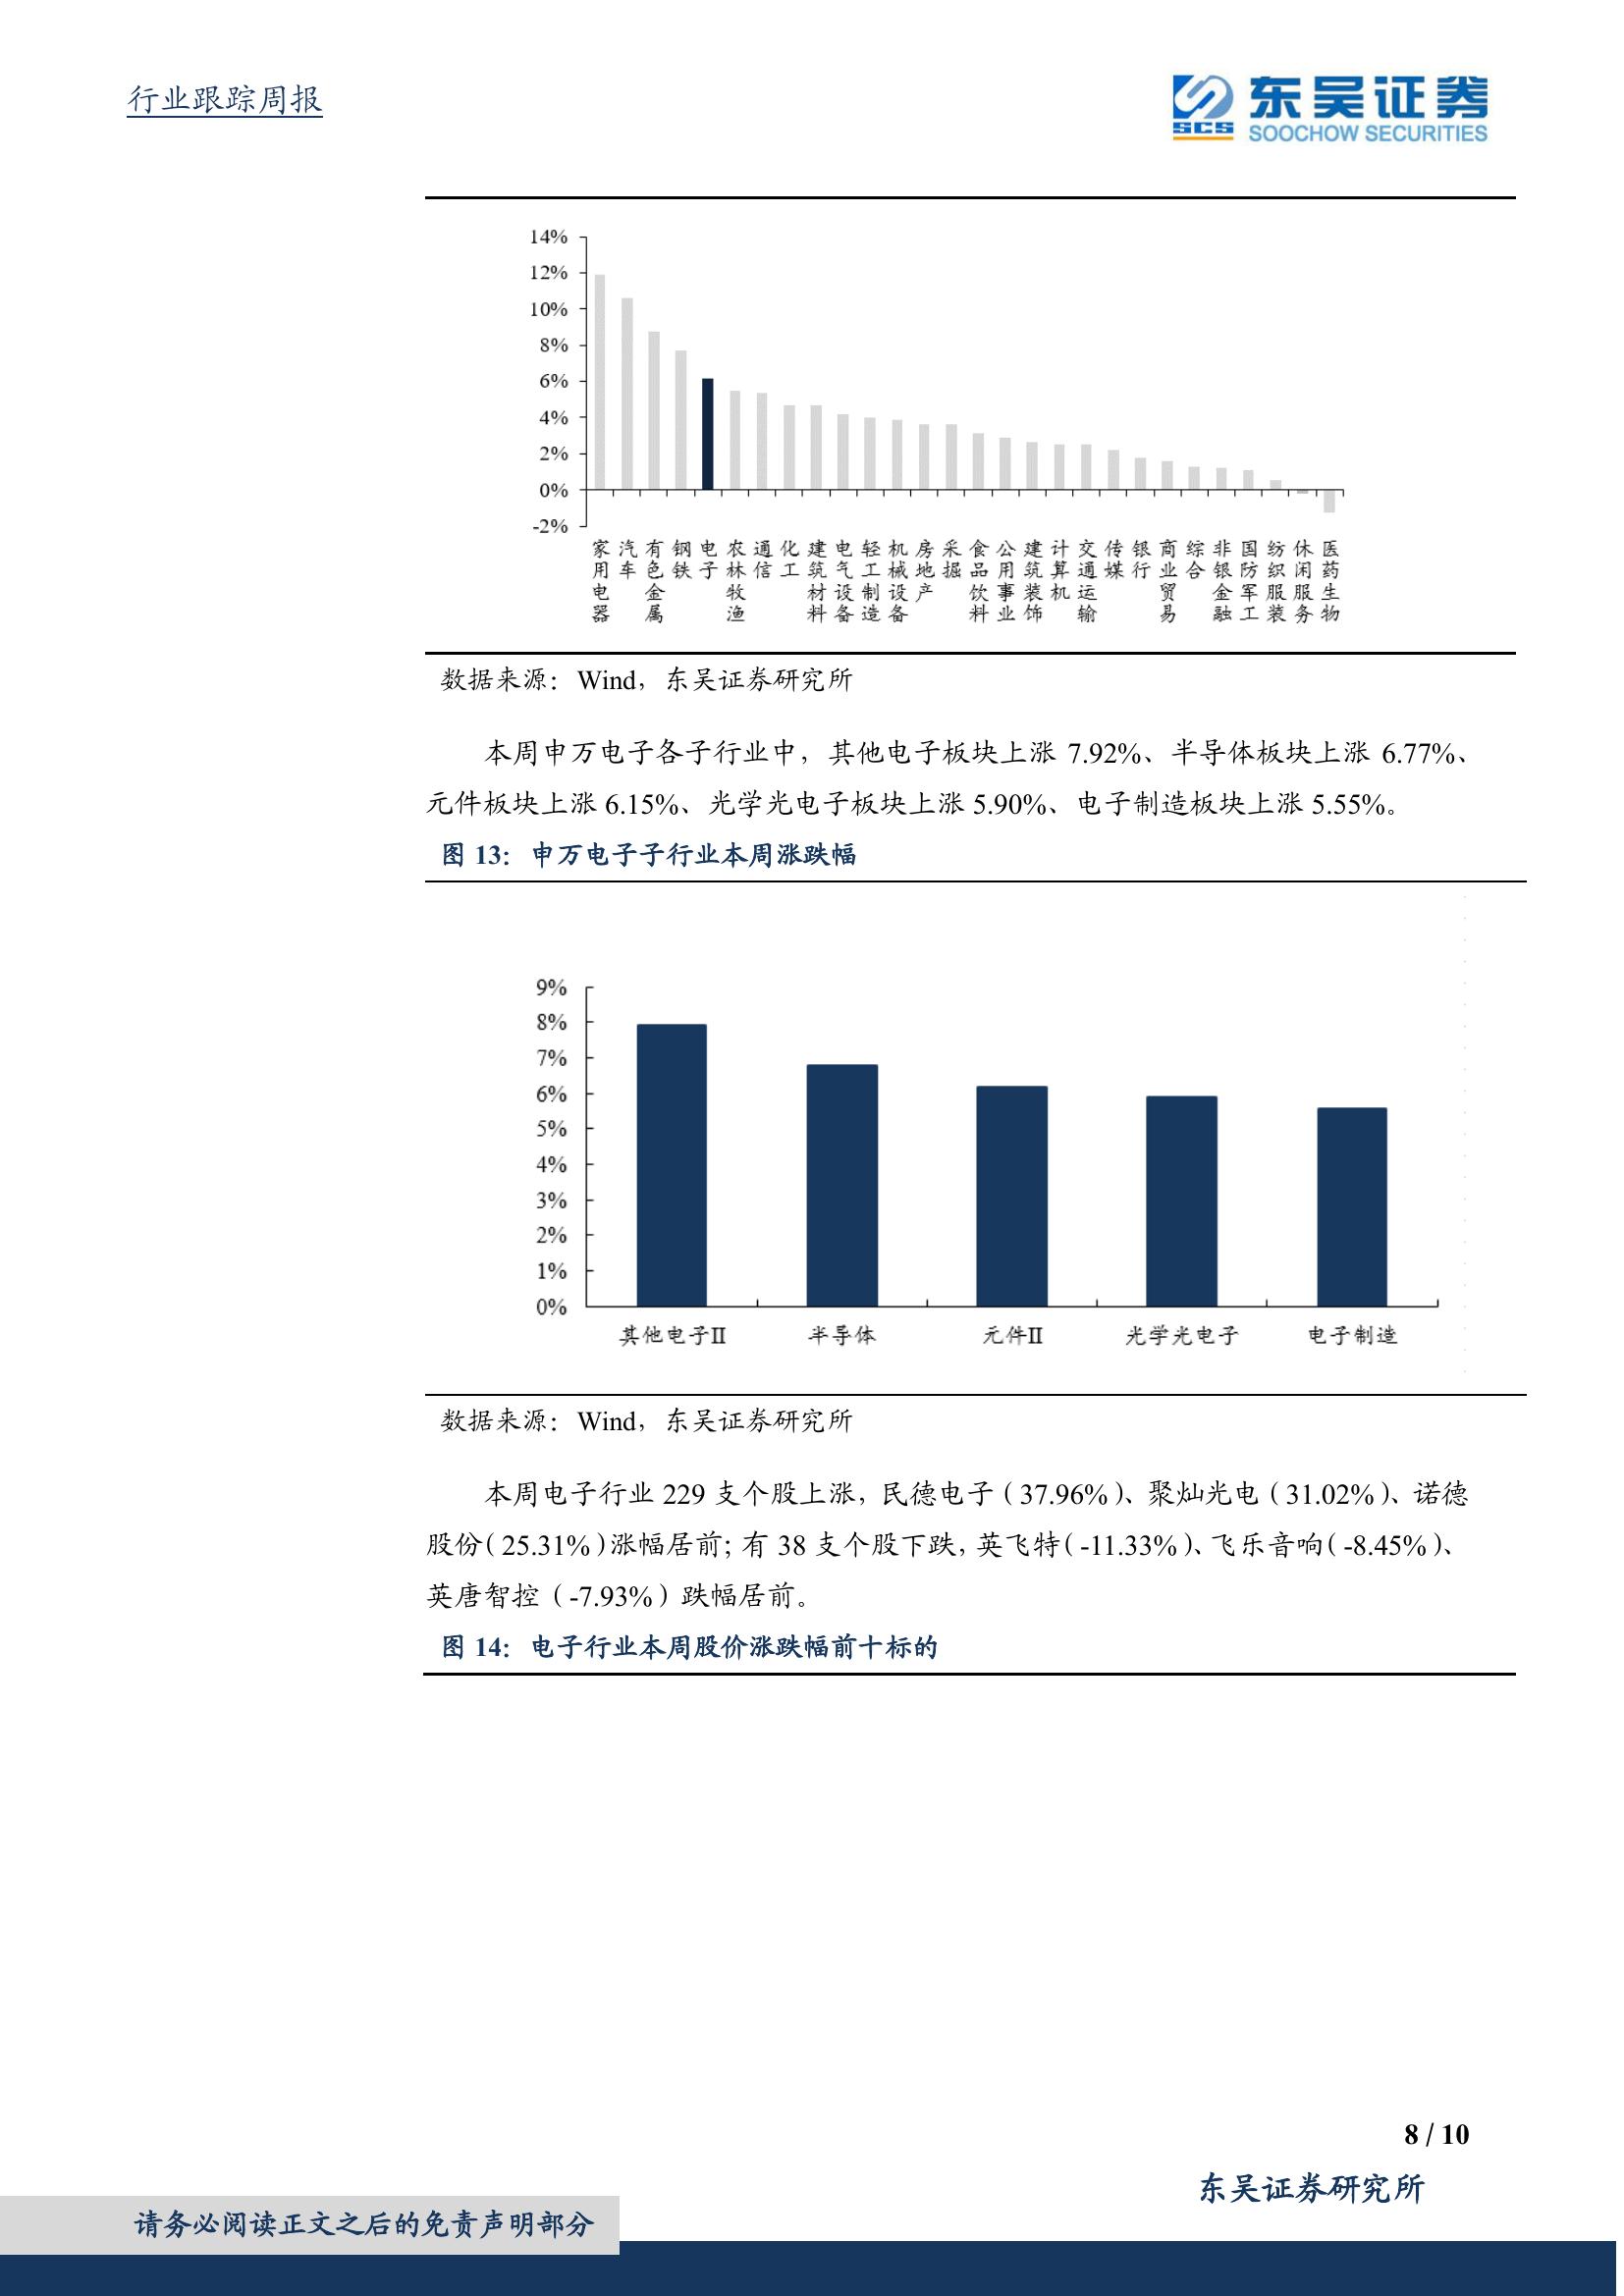 行业跟踪周报
东吴证券
SCS
SOOCHOW SECURITIES
14%
12%
10%
8%
6%
4%
2%
0%
-2%
家用电器
汽车
有色金属
钢铁
电子
农林牧渔
通信
化工
建筑材料
电气设备
轻工制造
机械设备
房地产
采掘
食品饮料
公用事业
建筑装饰
计算机
交通运输
传媒
银行
商业贸易
综合
非银金融
国防军工
纺织服装
休闲服务
医药生物
数据来源：Wind，东吴证券研究所
本周申万电子各子行业中，其他电子板块上涨 7.92%、半导体板块上涨 6.77%、
元件板块上涨 6.15%、光学光电子板块上涨 5.90%、电子制造板块上涨 5.55%。
图 13：申万电子子行业本周涨跌幅
9%
8%
7%
6%
5%
4%
3%
2%
1%
0%
其他电子II
半导体
元件II
光学光电子
电子制造
数据来源：Wind，东吴证券研究所
本周电子行业 229 支个股上涨，民德电子（37.96%）、聚灿光电（31.02%）、诺德
股份（25.31%）涨幅居前；有 38 支个股下跌，英飞特（-11.33%）、飞乐音响（-8.45%）、
英唐智控（-7.93%）跌幅居前。
图 14：电子行业本周股价涨跌幅前十标的
8 / 10
东吴证券研究所
请务必阅读正文之后的免责声明部分